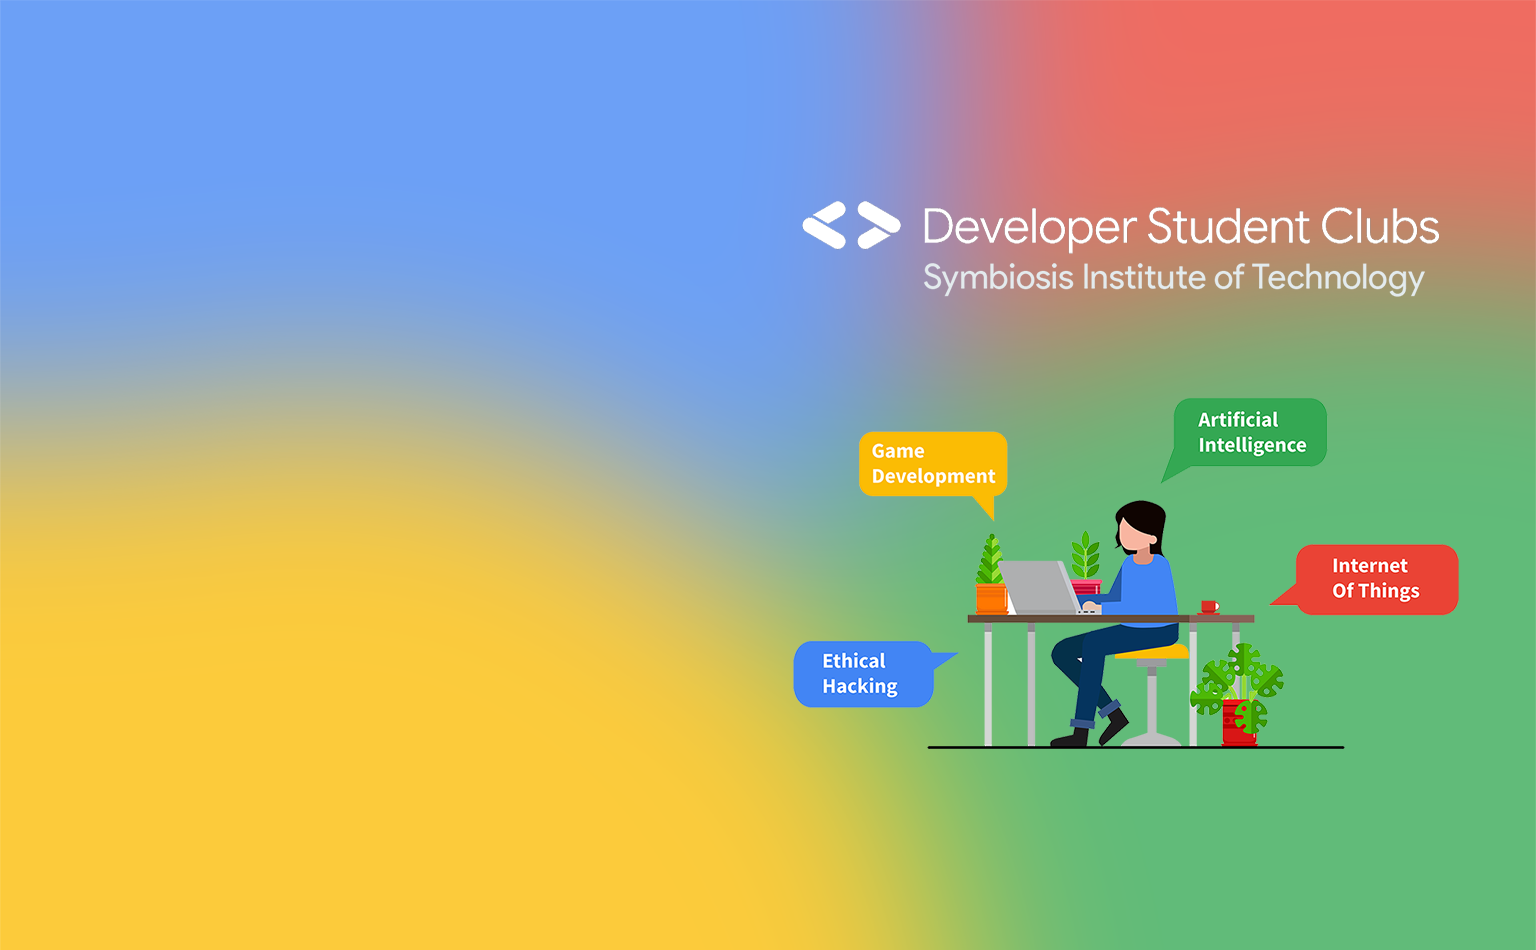 Developer Student Clubs
Symbiosis Institute of Technology
Artificial
Intelligence
Game
Development
Internet
Of Things
Ethical
Hacking